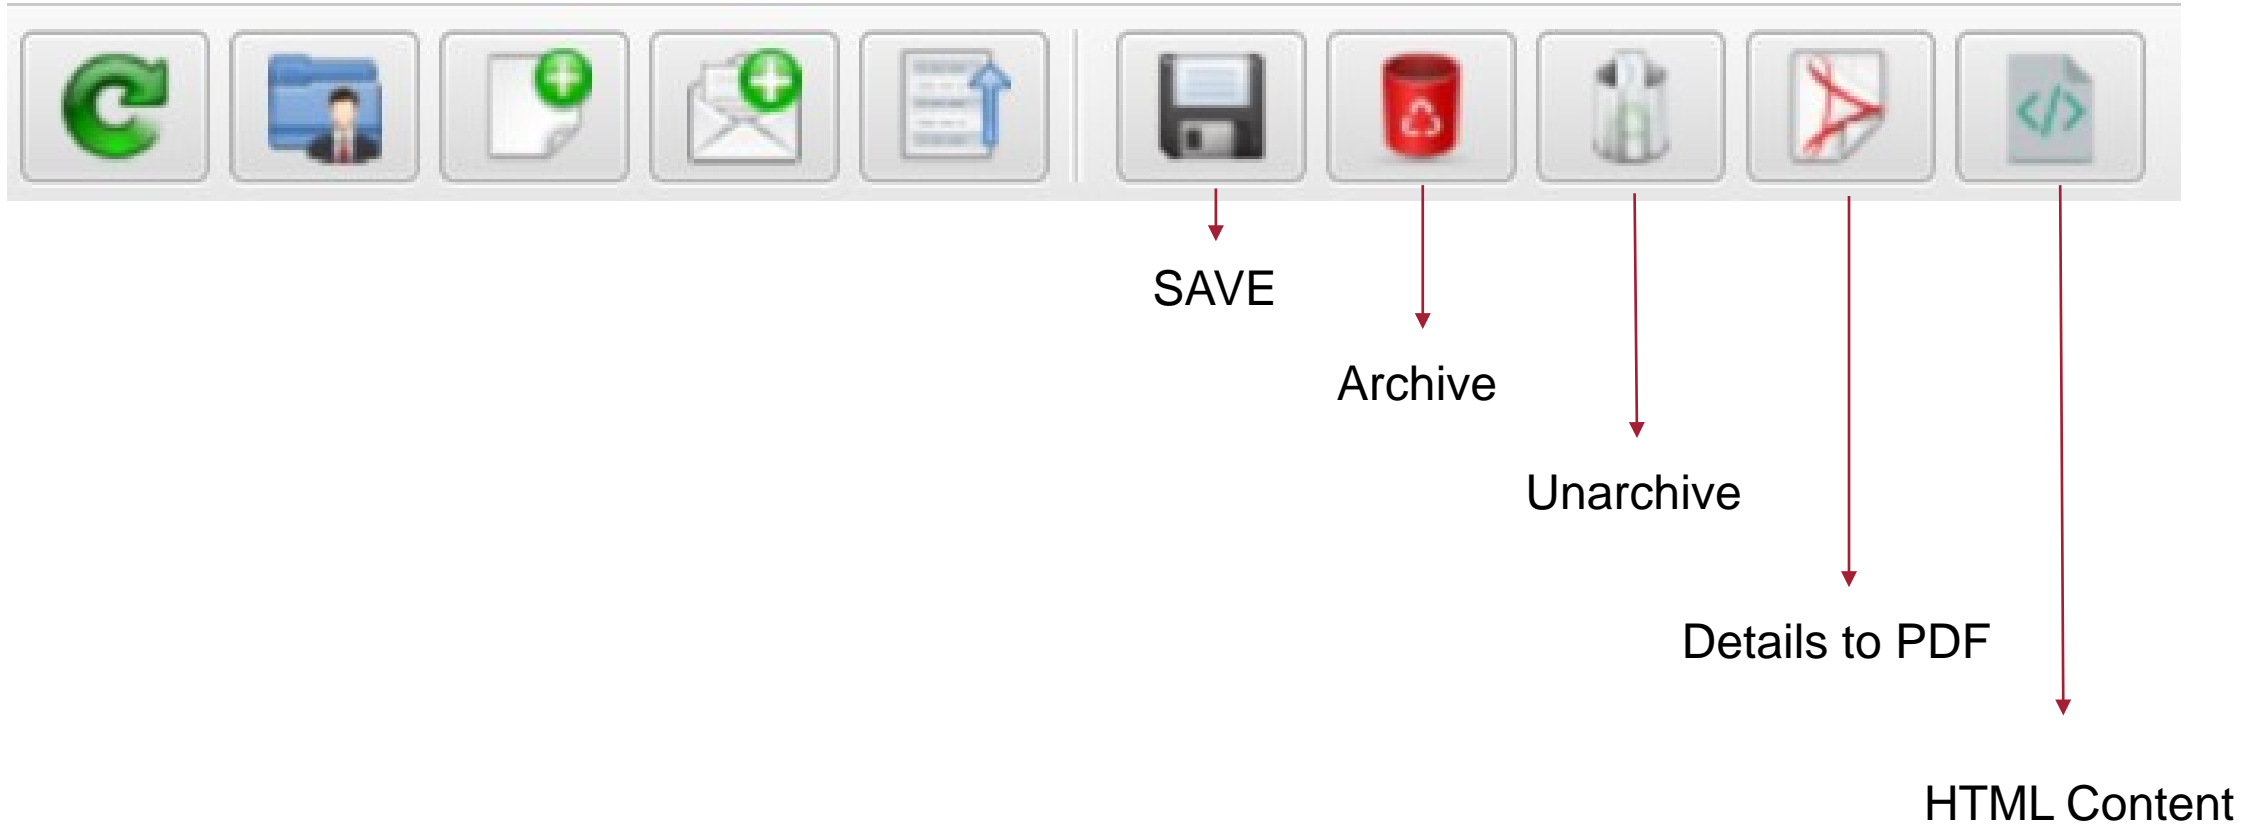 </>
SAVE
Archive
Unarchive
Details to PDF
HTML Content